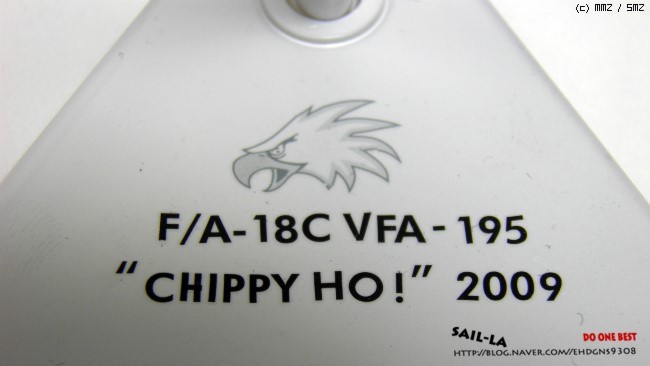 (c) MMZ / SMZ
F/A-18C VFA-195
"CHIPPY HO!" 2009
SAIL-LA
DO ONE BEST
HTTP://BLOG.NAVER.COM//EHDGNS9308